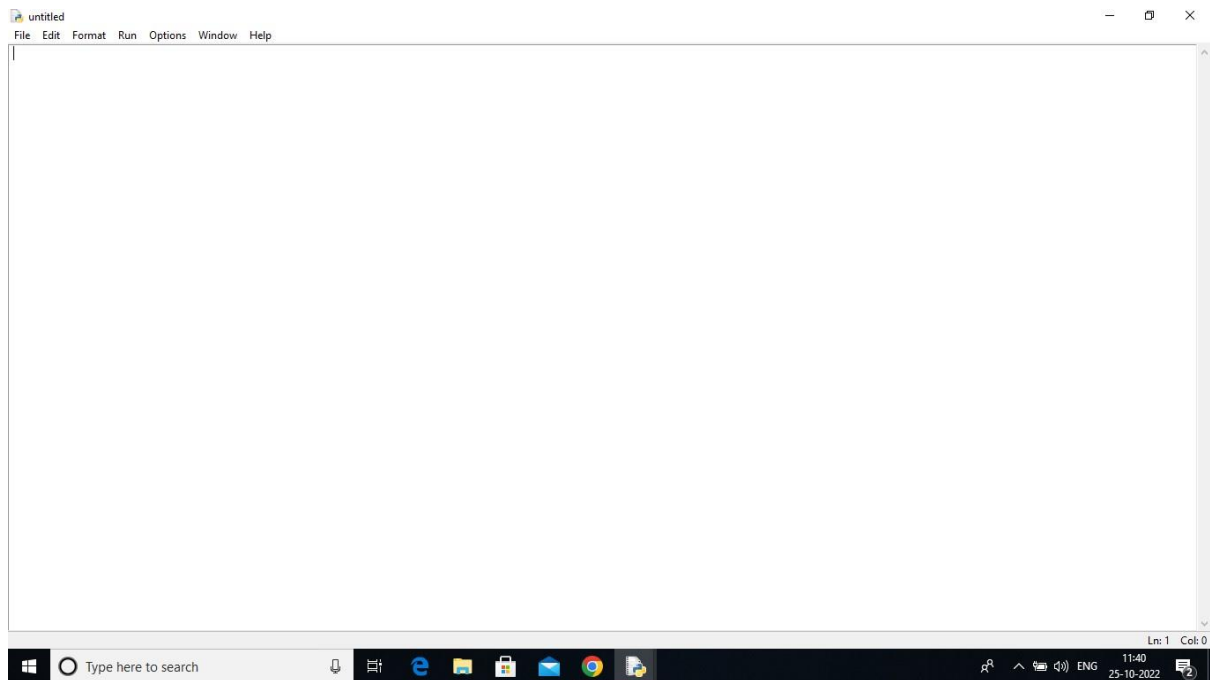 untitled
File Edit Format Run Options Window Help
Ln: 1 Col: 0
Type here to search
ENG
11:40
25-10-2022
2